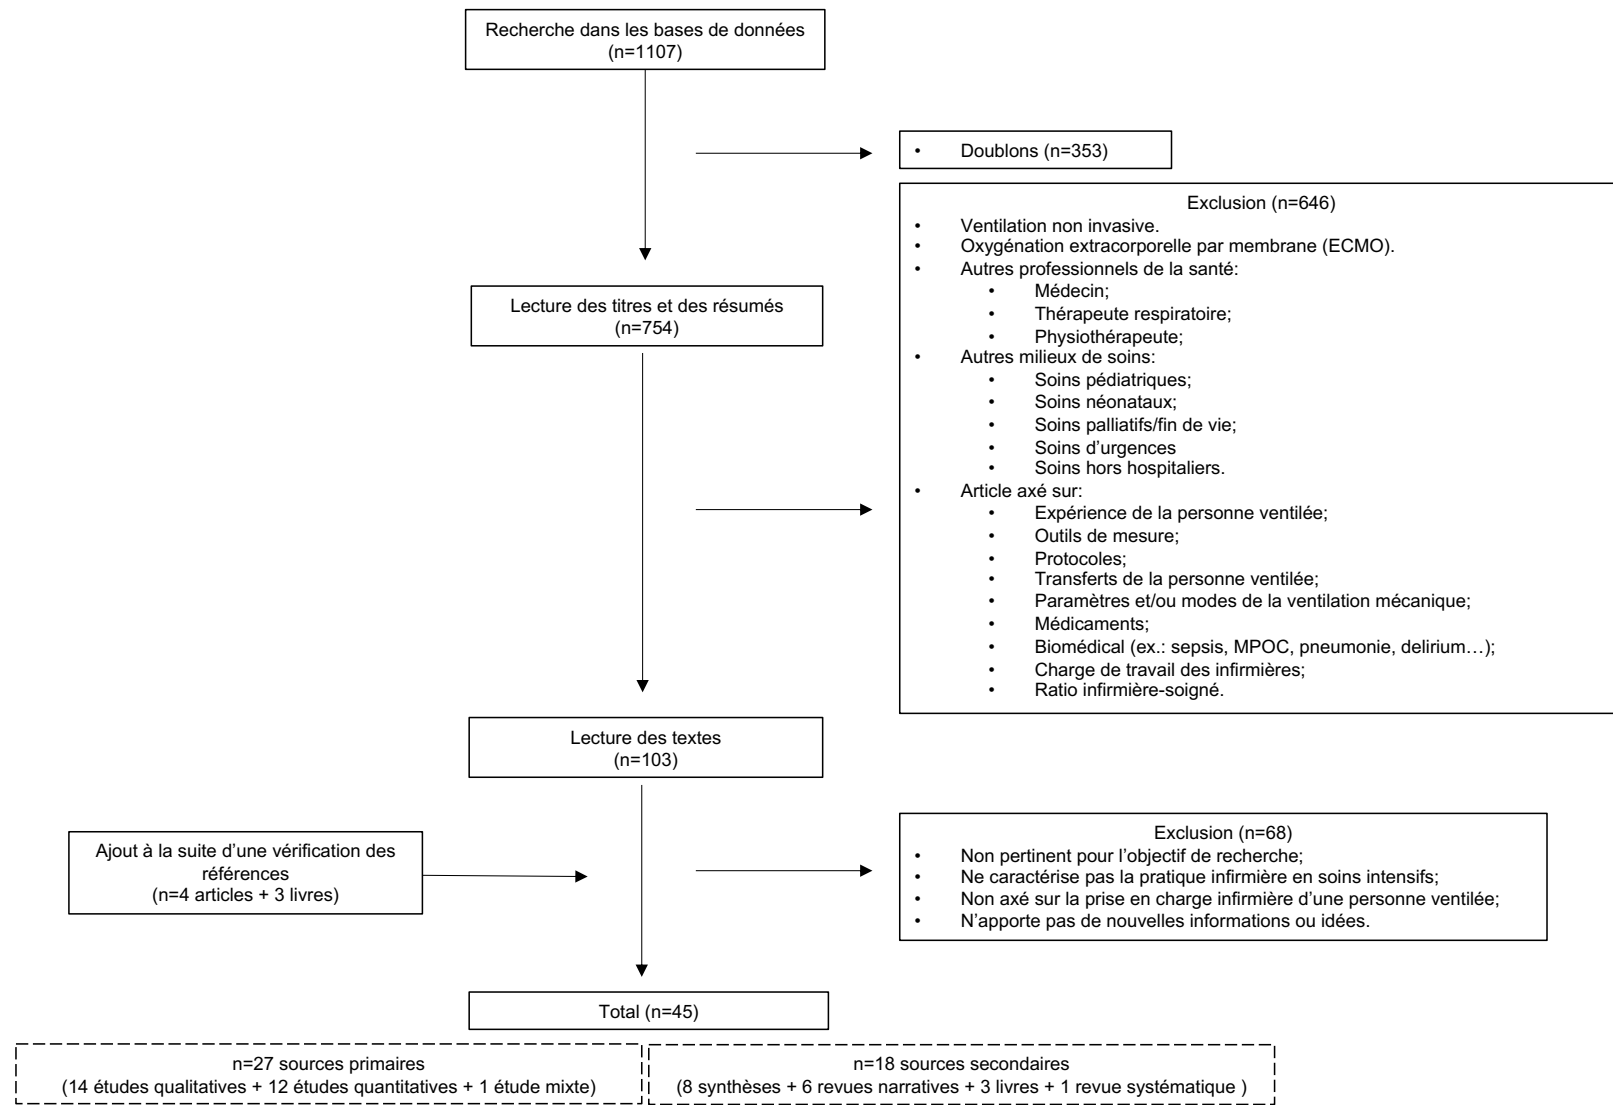 Recherche dans les bases de données
(n=1107)
• Doublons (n=353)
Exclusion (n=646)
• Ventilation non invasive.
• Oxygénation extracorporelle par membrane (ECMO).
• Autres professionnels de la santé:
• Médecin;
• Thérapeute respiratoire;
• Physiothérapeute;
• Autres milieux de soins:
• Soins pédiatriques;
• Soins néonataux;
• Soins palliatifs/fin de vie;
• Soins d’urgences
• Soins hors hospitaliers.
• Article axé sur:
• Expérience de la personne ventilée;
• Outils de mesure;
• Protocoles;
• Transferts de la personne ventilée;
• Paramètres et/ou modes de la ventilation mécanique;
• Médicaments;
• Biomédical (ex.: sepsis, MPOC, pneumonie, delirium…);
• Charge de travail des infirmières;
• Ratio infirmière-soigné.
Lecture des titres et des résumés
(n=754)
Lecture des textes
(n=103)
Ajout à la suite d’une vérification des
références
(n=4 articles + 3 livres)
Exclusion (n=68)
• Non pertinent pour l’objectif de recherche;
• Ne caractérise pas la pratique infirmière en soins intensifs;
• Non axé sur la prise en charge infirmière d’une personne ventilée;
• N’apporte pas de nouvelles informations ou idées.
Total (n=45)
n=27 sources primaires
(14 études qualitatives + 12 études quantitatives + 1 étude mixte)
n=18 sources secondaires
(8 synthèses + 6 revues narratives + 3 livres + 1 revue systématique )